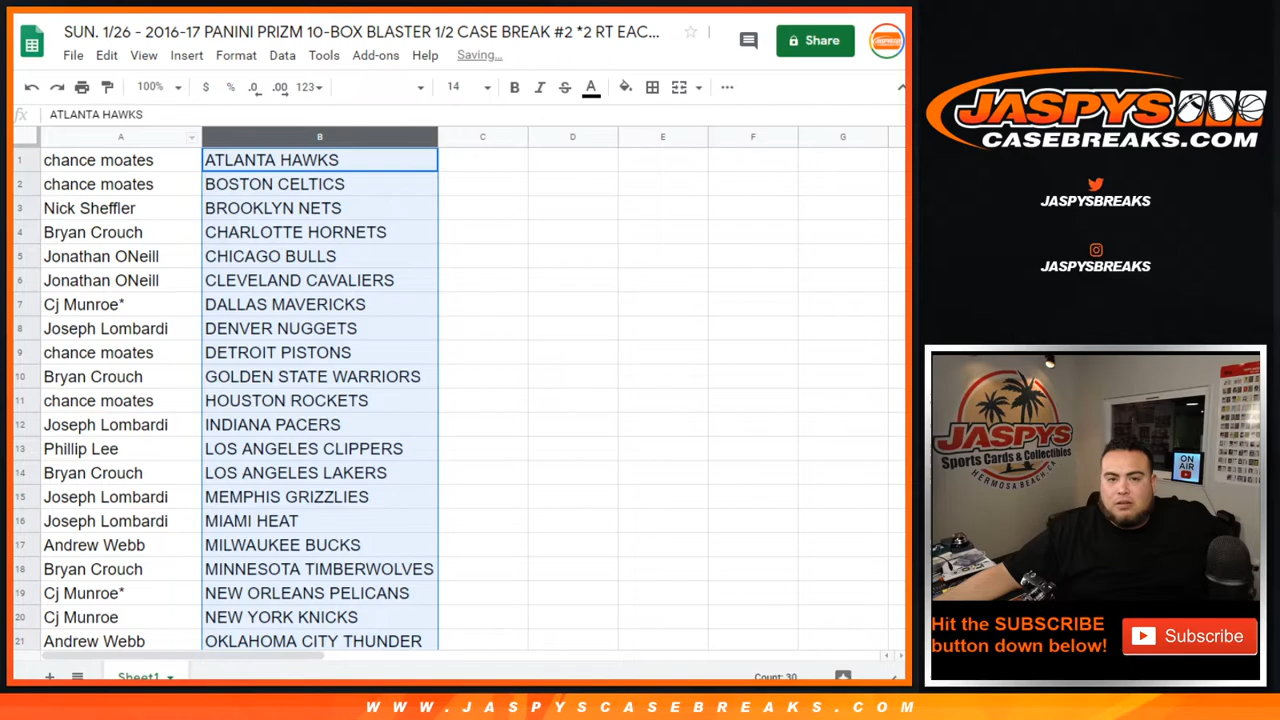 SUN. 1/26 - 2016-17 PANINI PRIZM 10-BOX BLASTER 1/2 CASE BREAK #2 *2 RT EAC...
File Edit View Insert Format Data Tools Add-ons Help Saving...
Share
100% $ % .0 .00 123 14 B I S A
fx ATLANTA HAWKS
A B C D E F G
1 chance moates ATLANTA HAWKS
2 chance moates BOSTON CELTICS
3 Nick Sheffler BROOKLYN NETS
4 Bryan Crouch CHARLOTTE HORNETS
5 Jonathan ONeill CHICAGO BULLS
6 Jonathan ONeill CLEVELAND CAVALIERS
7 Cj Munroe* DALLAS MAVERICKS
8 Joseph Lombardi DENVER NUGGETS
9 chance moates DETROIT PISTONS
10 Bryan Crouch GOLDEN STATE WARRIORS
11 chance moates HOUSTON ROCKETS
12 Joseph Lombardi INDIANA PACERS
13 Phillip Lee LOS ANGELES CLIPPERS
14 Bryan Crouch LOS ANGELES LAKERS
15 Joseph Lombardi MEMPHIS GRIZZLIES
16 Joseph Lombardi MIAMI HEAT
17 Andrew Webb MILWAUKEE BUCKS
18 Bryan Crouch MINNESOTA TIMBERWOLVES
19 Cj Munroe* NEW ORLEANS PELICANS
20 Cj Munroe NEW YORK KNICKS
21 Andrew Webb OKLAHOMA CITY THUNDER
Sheet1 Count: 30
JASPYS
CASEBREAKS.COM
JASPYSBREAKS
JASPYSBREAKS
JASPYS
Sports Cards & Collectibles
HERMOSA BEACH CA
ON
AIR
Hit the SUBSCRIBE
button down below!
Subscribe
WWW.JASPYSCASEBREAKS.COM